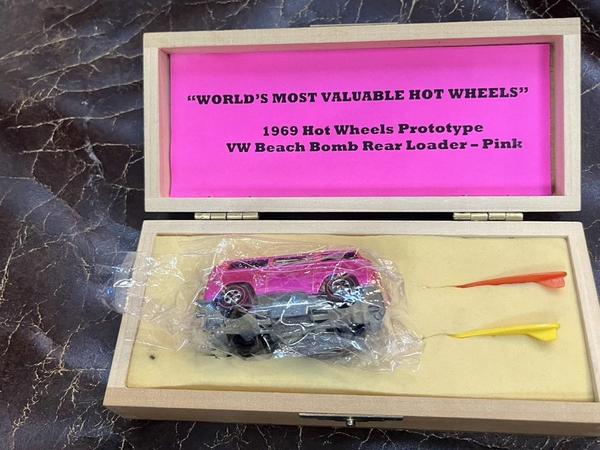 “WORLD’S MOST VALUABLE HOT WHEELS”
1969 Hot Wheels Prototype
VW Beach Bomb Rear Loader – Pink